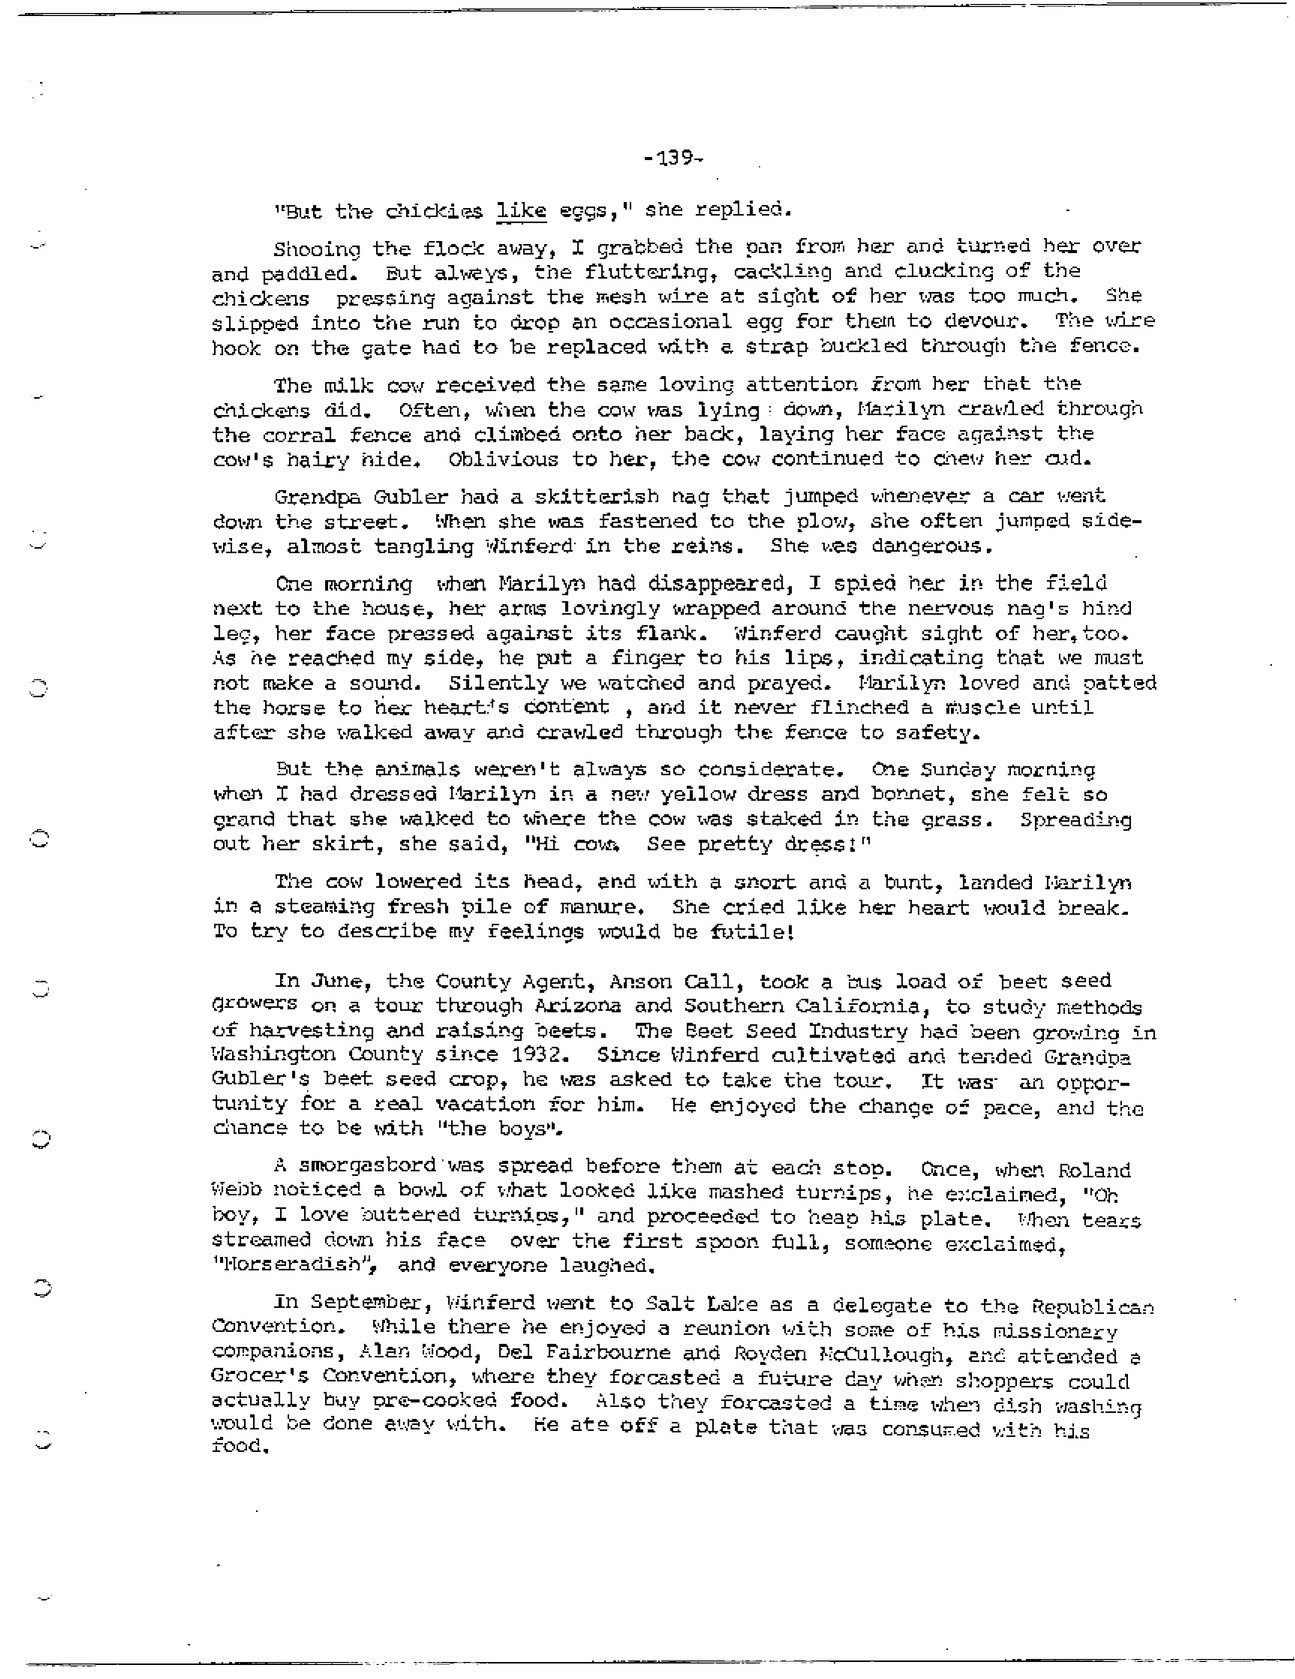 -139-
"But the chickies like eggs," she replied.
Shooing the flock away, I grabbed the pan from her and turned her over
and paddled. But always, the fluttering, cackling and clucking of the
chickens pressing against the mesh wire at sight of her was too much. She
slipped into the run to drop an occasional egg for them to devour. The wire
hook on the gate had to be replaced with a strap buckled through the fence.
The milk cow received the same loving attention from her that the
chickens did. Often, when the cow was lying down, Marilyn crawled through
the corral fence and climbed onto her back, laying her face against the
cow's hairy hide. Oblivious to her, the cow continued to chew her cud.
Grandpa Gubler had a skitterish nag that jumped whenever a car went
down the street. When she was fastened to the plow, she often jumped side-
wise, almost tangling Winferd in the reins. She was dangerous.
One morning when Marilyn had disappeared, I spied her in the field
next to the house, her arms lovingly wrapped around the nervous nag's hind
leg, her face pressed against its flank. Winferd caught sight of her, too.
As he reached my side, he put a finger to his lips, indicating that we must
not make a sound. Silently we watched and prayed. Marilyn loved and patted
the horse to her heart's content , and it never flinched a muscle until
after she walked away and crawled through the fence to safety.
But the animals weren't always so considerate. One Sunday morning
when I had dressed Marilyn in a new yellow dress and bonnet, she felt so
grand that she walked to where the cow was staked in the grass. Spreading
out her skirt, she said, "Hi cow. See pretty dress!"
The cow lowered its head, and with a snort and a bunt, landed Marilyn
in a steaming fresh pile of manure. She cried like her heart would break.
To try to describe my feelings would be futile!
In June, the County Agent, Anson Call, took a bus load of beet seed
growers on a tour through Arizona and Southern California, to study methods
of harvesting and raising beets. The Beet Seed Industry had been growing in
Washington County since 1932. Since Winferd cultivated and tended Grandpa
Gubler's beet seed crop, he was asked to take the tour. It was an oppor-
tunity for a real vacation for him. He enjoyed the change of pace, and the
chance to be with "the boys".
A smorgasbord was spread before them at each stop. Once, when Roland
Webb noticed a bowl of what looked like mashed turnips, he exclaimed, "Oh
boy, I love buttered turnips," and proceeded to heap his plate. When tears
streamed down his face over the first spoon full, someone exclaimed,
"Horseradish", and everyone laughed.
In September, Winferd went to Salt Lake as a delegate to the Republican
Convention. While there he enjoyed a reunion with some of his missionary
companions, Alan Wood, Del Fairbourne and Royden McCullough, and attended a
Grocer's Convention, where they forcasted a future day when shoppers could
actually buy pre-cooked food. Also they forcasted a time when dish washing
would be done away with. He ate off a plate that was consumed with his
food.